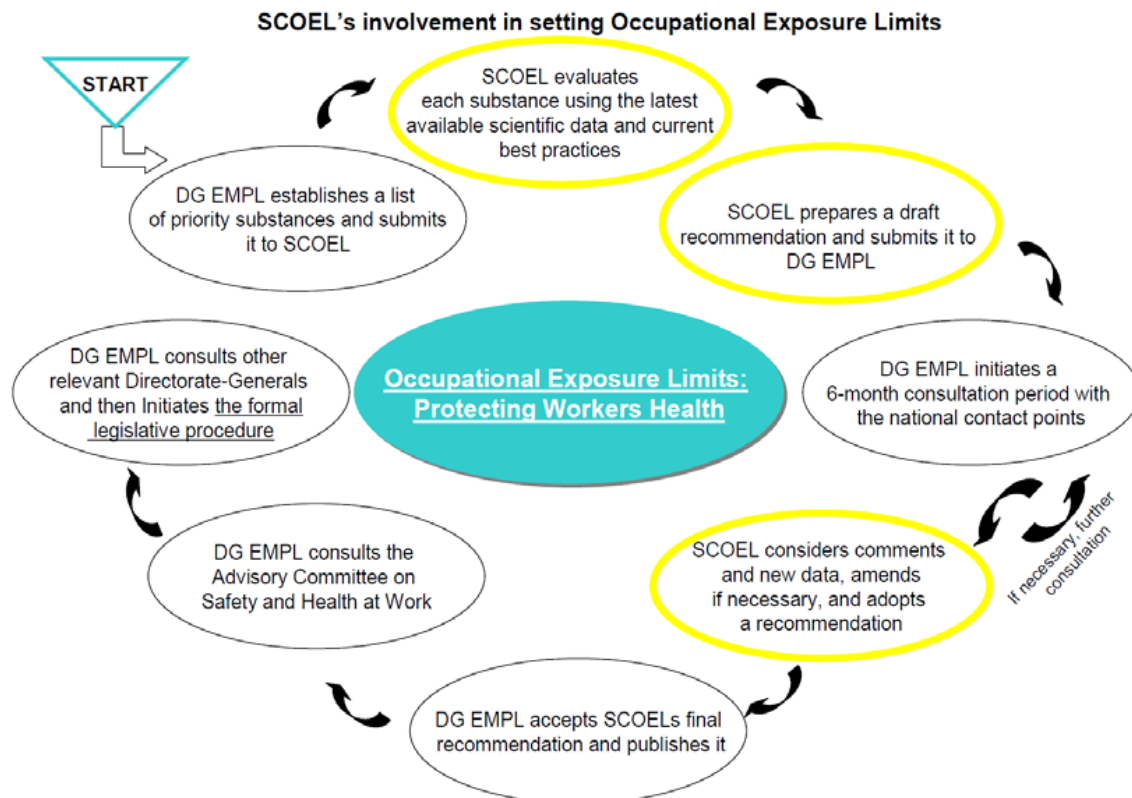 SCOEL's involvement in setting Occupational Exposure Limits
START
DG EMPL establishes a list
of priority substances and submits
it to SCOEL
SCOEL evaluates
each substance using the latest
available scientific data and current
best practices
SCOEL prepares a draft
recommendation and submits it to
DG EMPL
DG EMPL initiates a
6-month consultation period with
the national contact points
If necessary, further
consultation
SCOEL considers comments
and new data, amends
if necessary, and adopts
a recommendation
DG EMPL accepts SCOELs final
recommendation and publishes it
DG EMPL consults the
Advisory Committee on
Safety and Health at Work
DG EMPL consults other
relevant Directorate-Generals
and then Initiates the formal
legislative procedure
Occupational Exposure Limits:
Protecting Workers Health